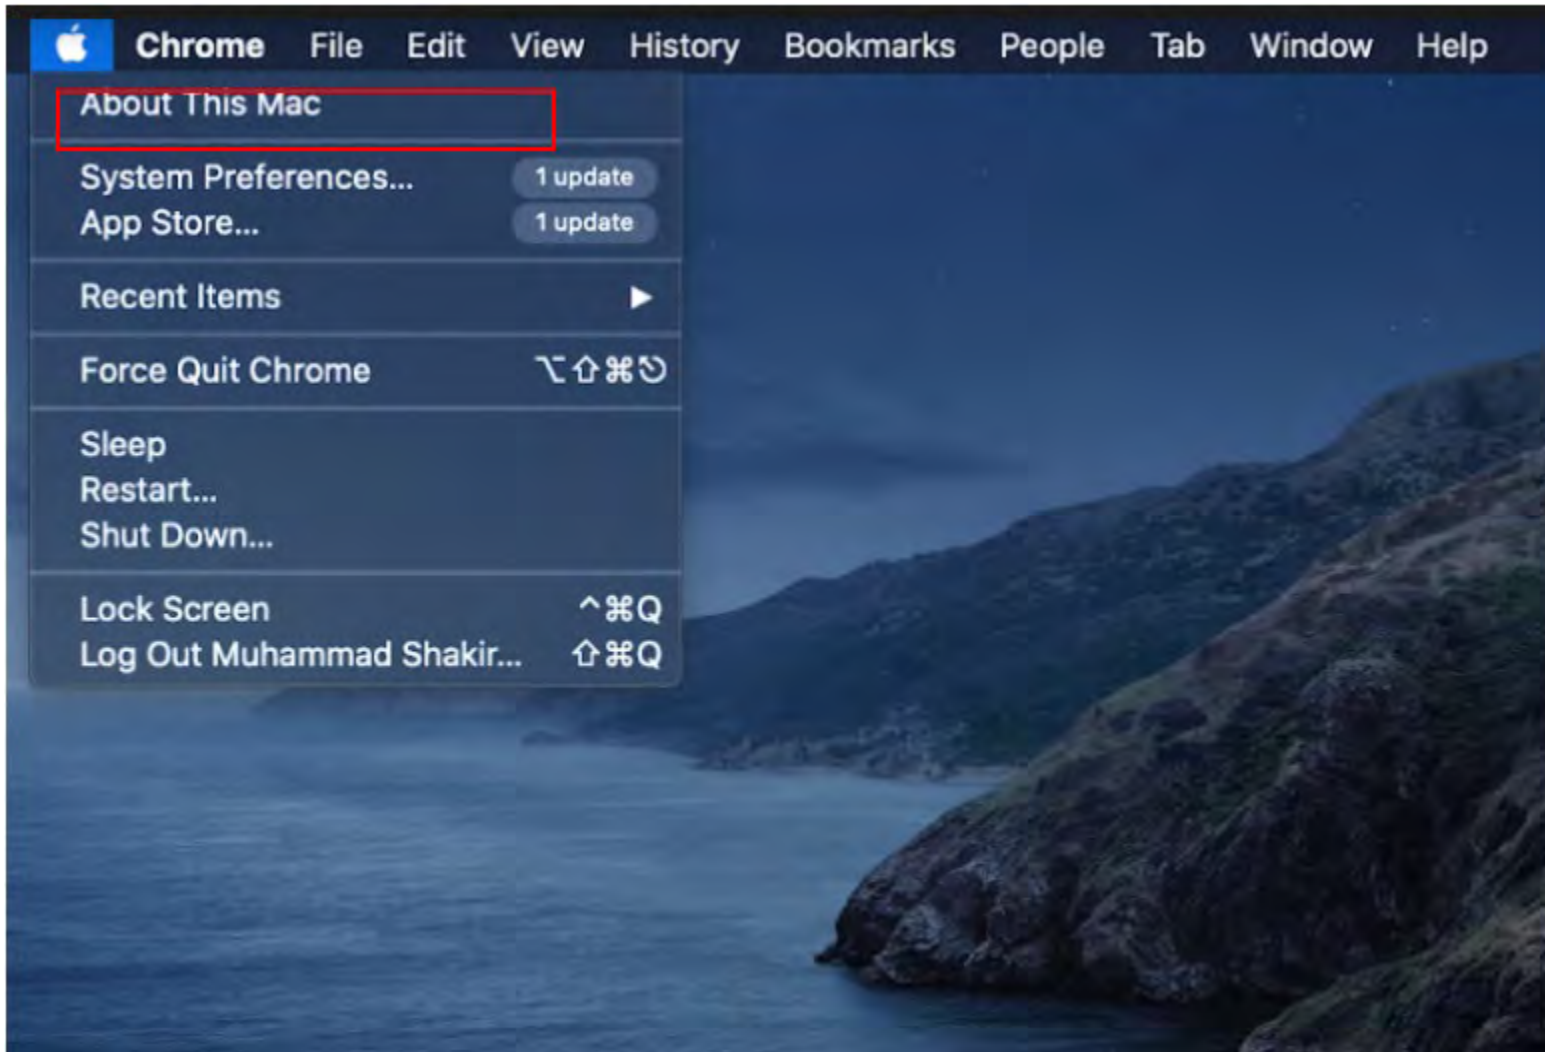 Chrome File Edit View History Bookmarks People Tab Window Help
About This Mac
System Preferences... 1 update
App Store... 1 update
Recent Items ▶
Force Quit Chrome ⌥⇧⌘⎋
Sleep
Restart...
Shut Down...
Lock Screen ^⌘Q
Log Out Muhammad Shakir... ⇧⌘Q